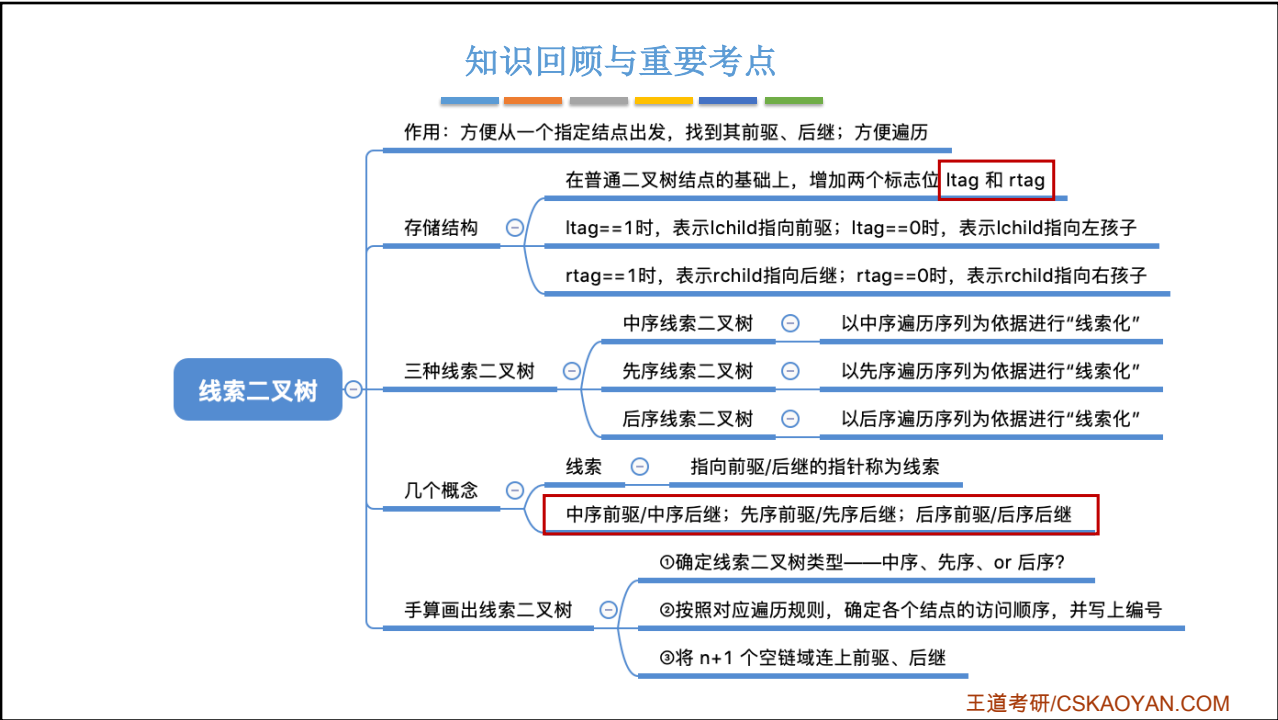 知识回顾与重要考点
作用：方便从一个指定结点出发，找到其前驱、后继；方便遍历
在普通二叉树结点的基础上，增加两个标志位 ltag 和 rtag
存储结构
ltag==1时，表示lchild指向前驱；ltag==0时，表示lchild指向左孩子
rtag==1时，表示rchild指向后继；rtag==0时，表示rchild指向右孩子
中序线索二叉树
以中序遍历序列为依据进行“线索化”
三种线索二叉树
先序线索二叉树
以先序遍历序列为依据进行“线索化”
后序线索二叉树
以后序遍历序列为依据进行“线索化”
线索二叉树
线索
指向前驱/后继的指针称为线索
几个概念
中序前驱/中序后继；先序前驱/先序后继；后序前驱/后序后继
①确定线索二叉树类型——中序、先序、or 后序？
手算画出线索二叉树
②按照对应遍历规则，确定各个结点的访问顺序，并写上编号
③将 n+1 个空链域连上前驱、后继
王道考研/CSKAOYAN.COM